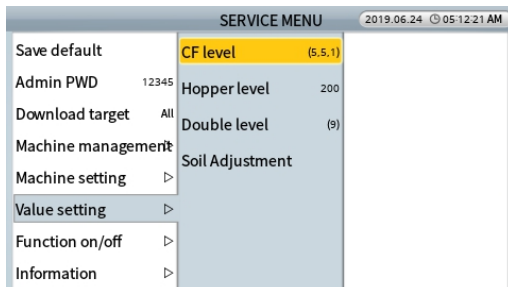 SERVICE MENU
2019.06.24 05:12:21 AM
Save default
Admin PWD 12345
Download target All
Machine management
Machine setting
Value setting
Function on/off
Information
CF level (5,5,1)
Hopper level 200
Double level (9)
Soil Adjustment